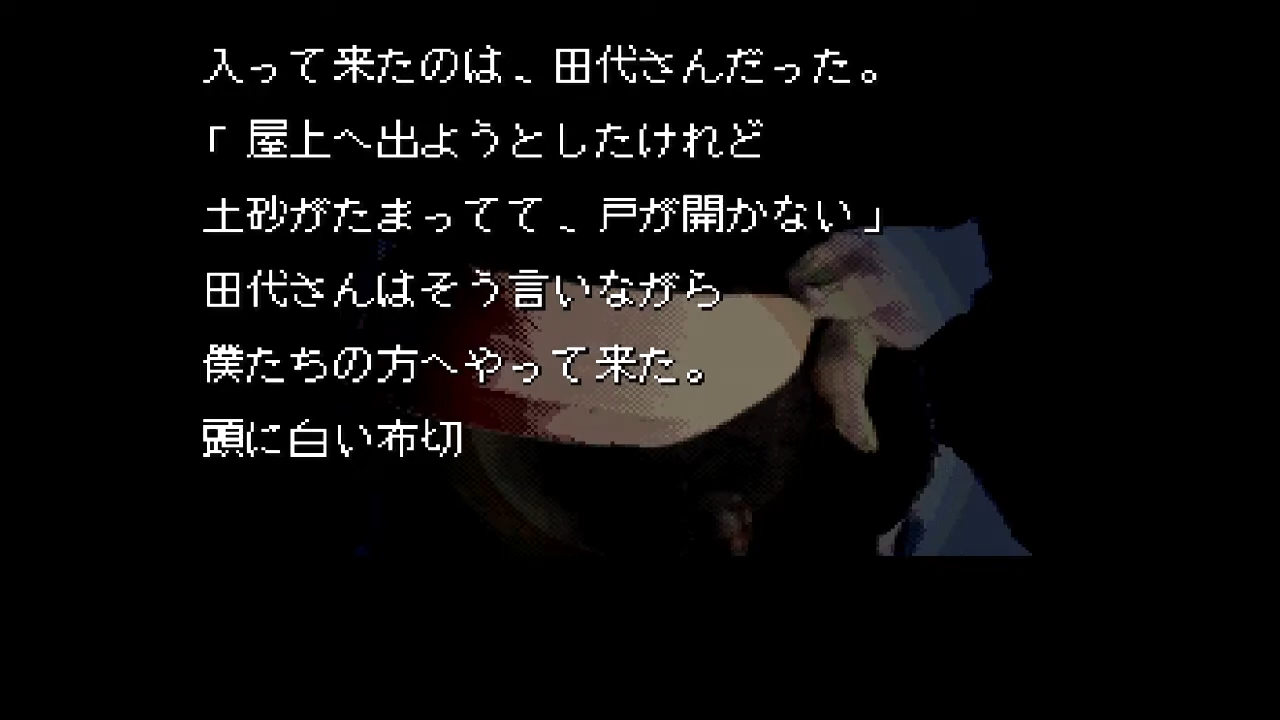 入って来たのは、田代さんだった。
「屋上へ出ようとしたけれど
土砂がたまってて、戸が開かない」
田代さんはそう言いながら
僕たちの方へやって来た。
頭に白い布切